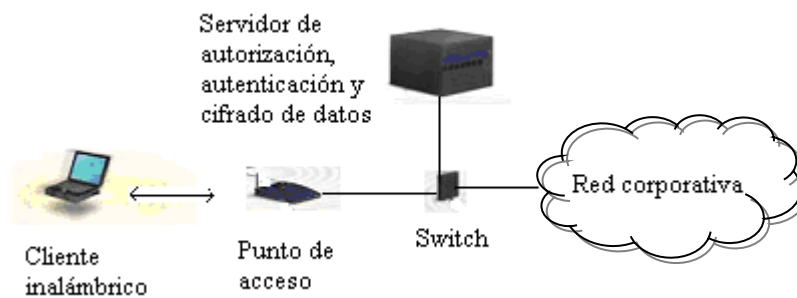 Servidor de
autorización,
autenticación y
cifrado de datos
Red corporativa
Switch
Punto de
acceso
Cliente
inalámbrico